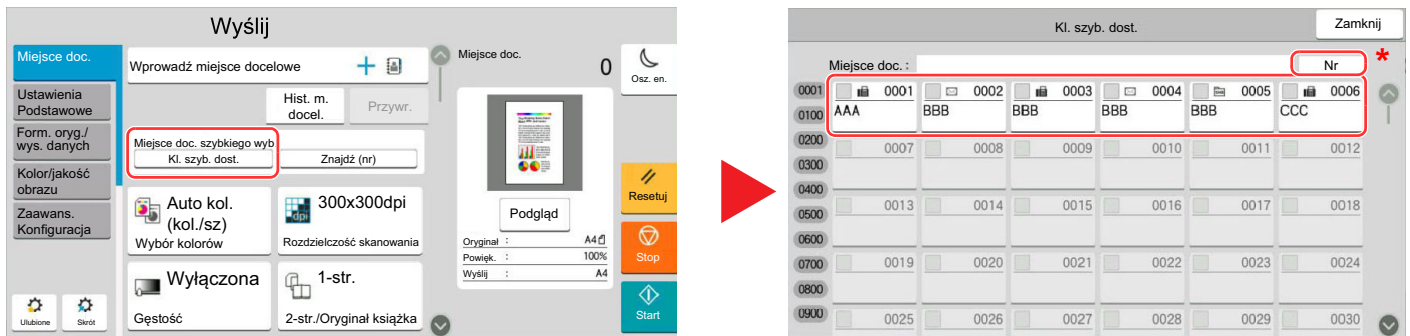 Wyślij
Miejsce doc.
Ustawienia
Podstawowe
Form. oryg./
wys. danych
Kolor/jakość
obrazu
Zaawans.
Konfiguracja
Ulubione
Skrót
Wprowadź miejsce docelowe
Hist. m.
docel.
Przywr.
Miejsce doc. szybkiego wyb
Kl. szyb. dost.
Znajdź (nr)
Auto kol.
(kol./sz)
Wybór kolorów
dpi
300x300dpi
Rozdzielczość skanowania
Wyłączona
Gęstość
1-str.
2-str./Oryginał książka
Miejsce doc.
0
Podgląd
Oryginał : A4
Powięk. : 100%
Wyślij : A4
Osz. en.
Resetuj
Stop
Start
Kl. szyb. dost.
Zamknij
Miejsce doc. :
Nr
*
0001
0100
0200
0300
0400
0500
0600
0700
0800
0900
0001 0002 0003 0004 0005 0006
AAA BBB BBB BBB BBB CCC
0007 0008 0009 0010 0011 0012
0013 0014 0015 0016 0017 0018
0019 0020 0021 0022 0023 0024
0025 0026 0027 0028 0029 0030